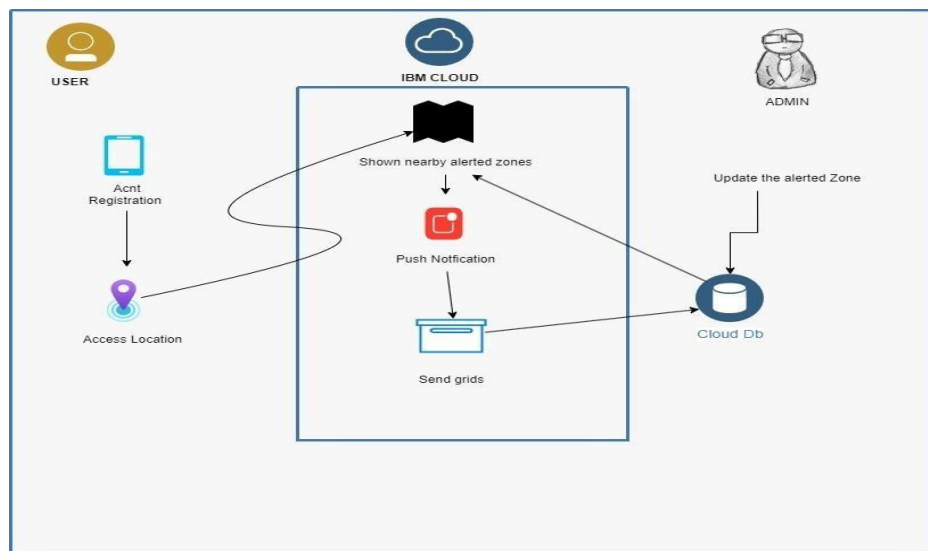 USER
IBM CLOUD
ADMIN
Shown nearby alerted zones
Acnt
Registration
Update the alerted Zone
Push Notfication
Access Location
Cloud Db
Send grids